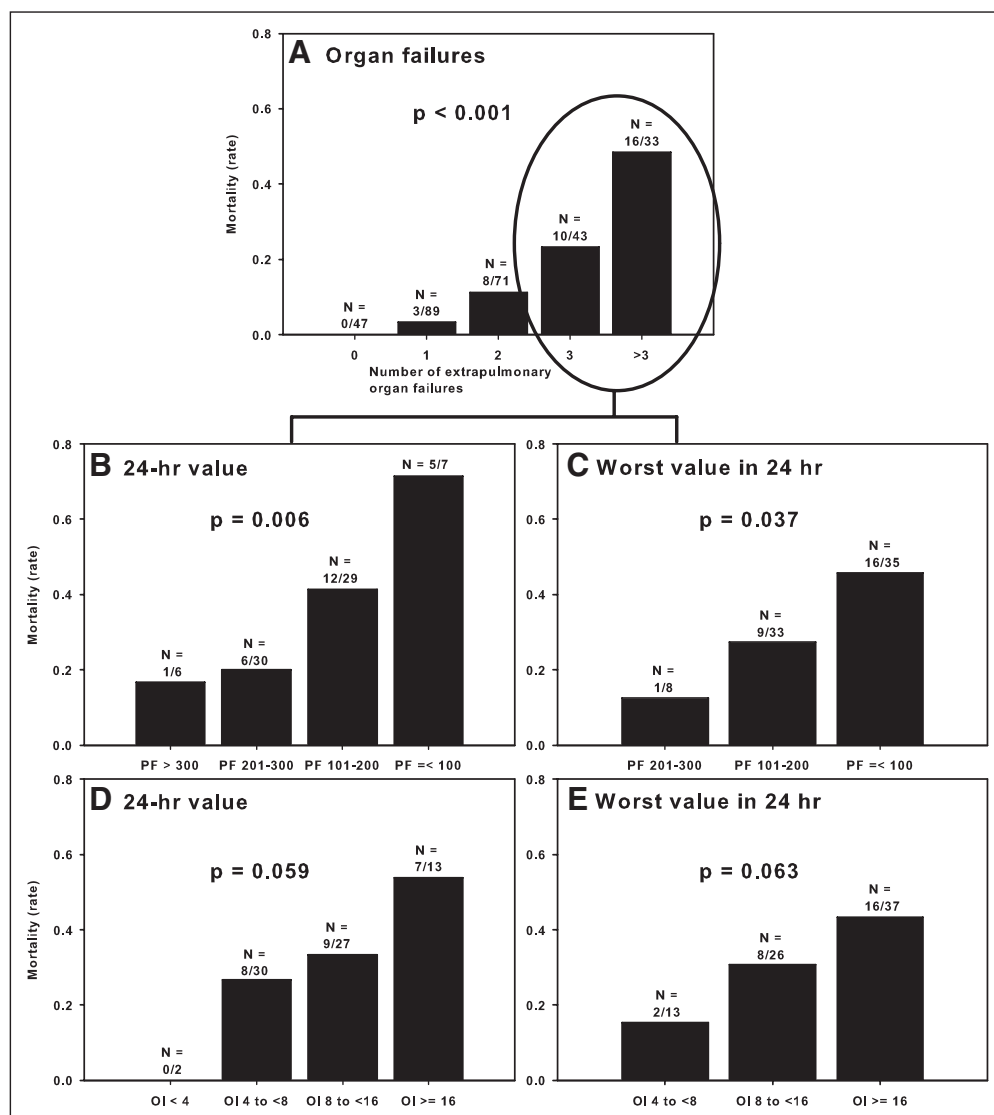 A Organ failures
p < 0.001
Mortality (rate)
0.8
0.6
0.4
0.2
0.0
N =
0/47
N =
3/89
N =
8/71
N =
10/43
N =
16/33
0
1
2
3
>3
Number of extrapulmonary
organ failures
B 24-hr value
p = 0.006
Mortality (rate)
0.8
0.6
0.4
0.2
0.0
N =
1/6
N =
6/30
N =
12/29
N = 5/7
PF > 300
PF 201-300
PF 101-200
PF =< 100
C Worst value in 24 hr
p = 0.037
0.8
0.6
0.4
0.2
0.0
N =
1/8
N =
9/33
N =
16/35
PF 201-300
PF 101-200
PF =< 100
D 24-hr value
p = 0.059
Mortality (rate)
0.8
0.6
0.4
0.2
0.0
N =
0/2
N =
8/30
N =
9/27
N =
7/13
OI < 4
OI 4 to <8
OI 8 to <16
OI >= 16
E Worst value in 24 hr
p = 0.063
0.8
0.6
0.4
0.2
0.0
N =
2/13
N =
8/26
N =
16/37
OI 4 to <8
OI 8 to <16
OI >= 16